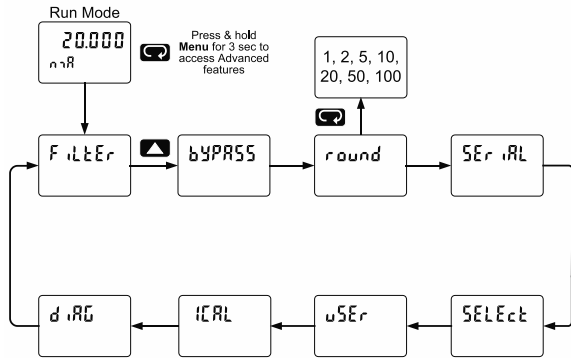 Run Mode
20.000
mA
Press & hold
Menu for 3 sec to
access Advanced
features
1, 2, 5, 10,
20, 50, 100
FiLtEr
bYPASS
round
SEriAL
diAG
ICAL
uSEr
SELEct